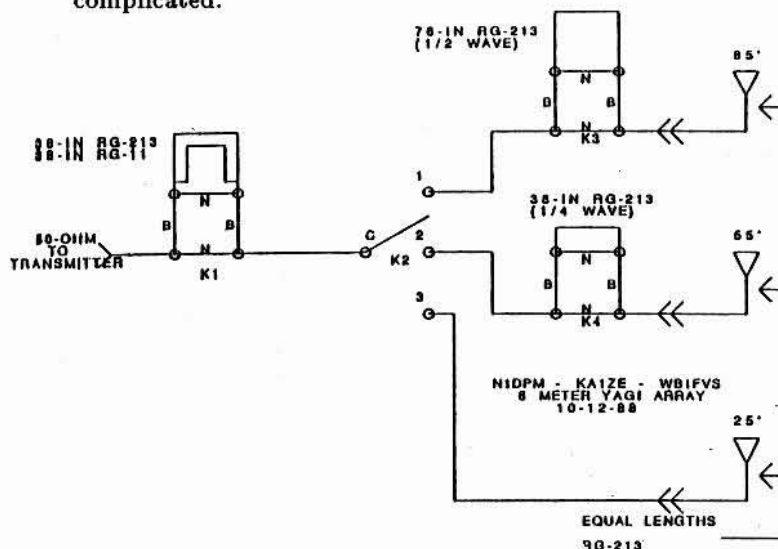 complicated.
78-IN RG-213
(1/2 WAVE)
85'
N
B
B
N
K3
38-IN RG-213
38-IN RG-11
N
B
B
N
K1
50-OHM
TO
TRANSMITTER
1
C
K2
2
3
38-IN RG-213
(1/4 WAVE)
65'
N
B
B
N
K4
N1DPM - KA1ZE - WB1FVS
6 METER YAGI ARRAY
10-12-88
25'
EQUAL LENGTHS
RG-213